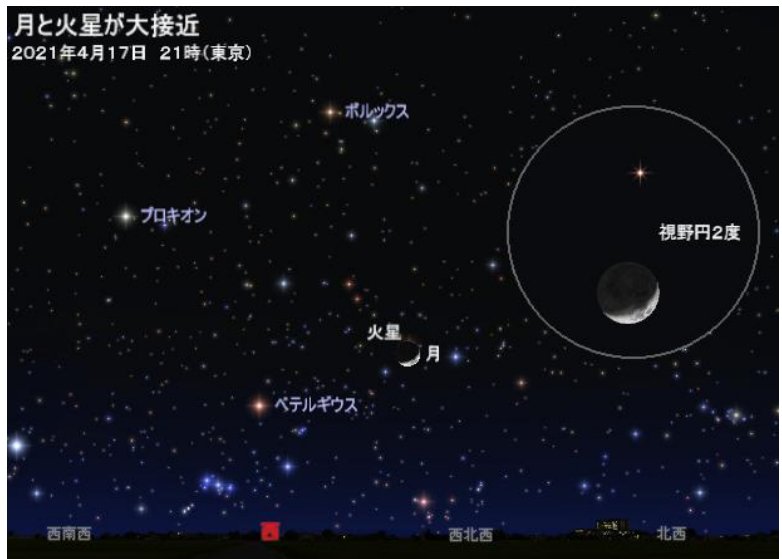 月と火星が大接近
2021年4月17日 21時(東京)
ポルックス
プロキオン
視野円2度
火星
月
ベテルギウス
西南西
西北西
北西